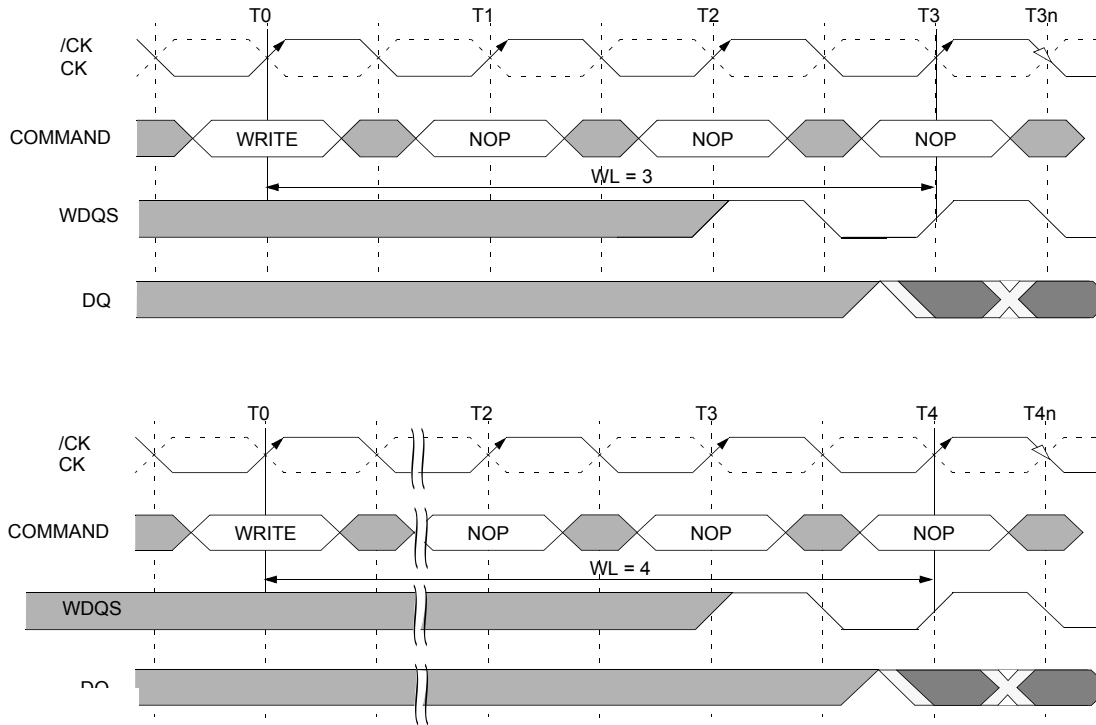 T0 T1 T2 T3 T3n
/CK
CK
COMMAND WRITE NOP NOP NOP
WL = 3
WDQS
DQ
T0 T2 T3 T4 T4n
/CK
CK
COMMAND WRITE NOP NOP NOP
WL = 4
WDQS